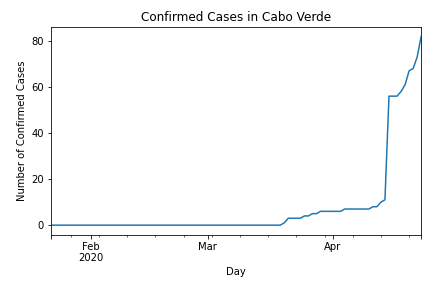 Confirmed Cases in Cabo Verde
Number of Confirmed Cases
80
60
40
20
0
Feb
2020
Mar
Apr
Day